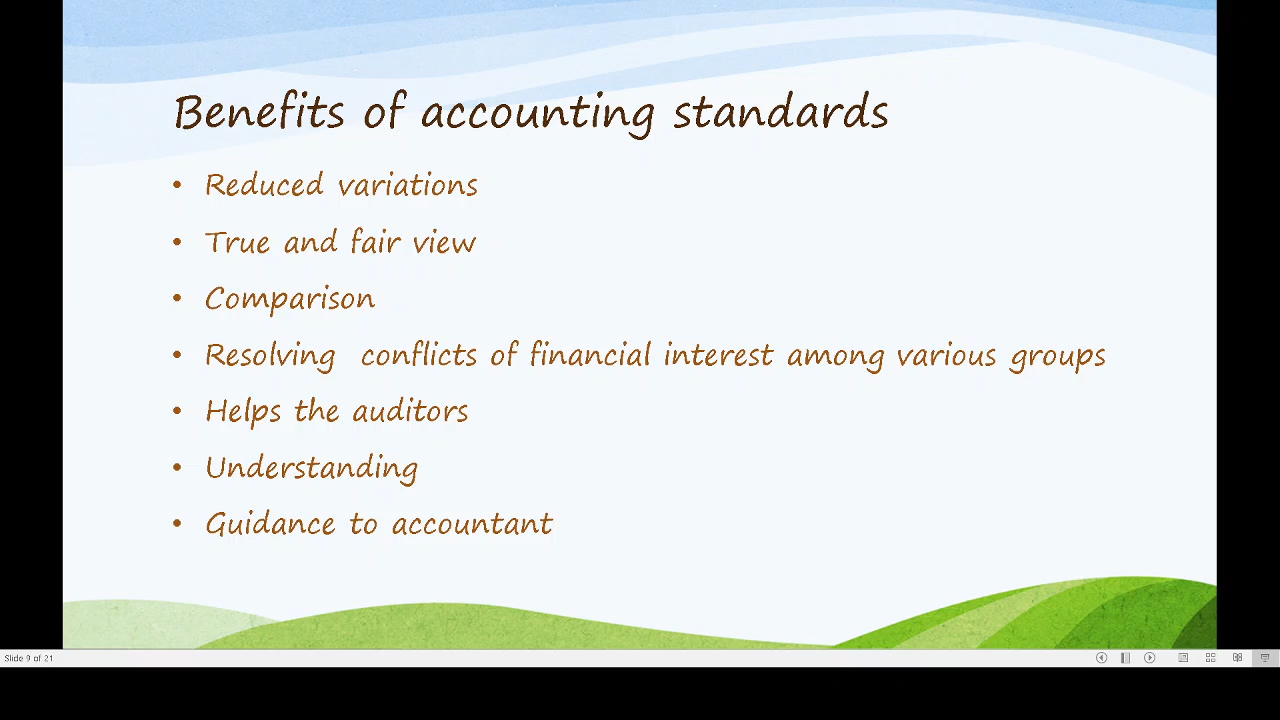 Benefits of accounting standards
• Reduced variations
• True and fair view
• Comparison
• Resolving  conflicts of financial interest among various groups
• Helps the auditors
• Understanding
• Guidance to accountant
Slide 9 of 21